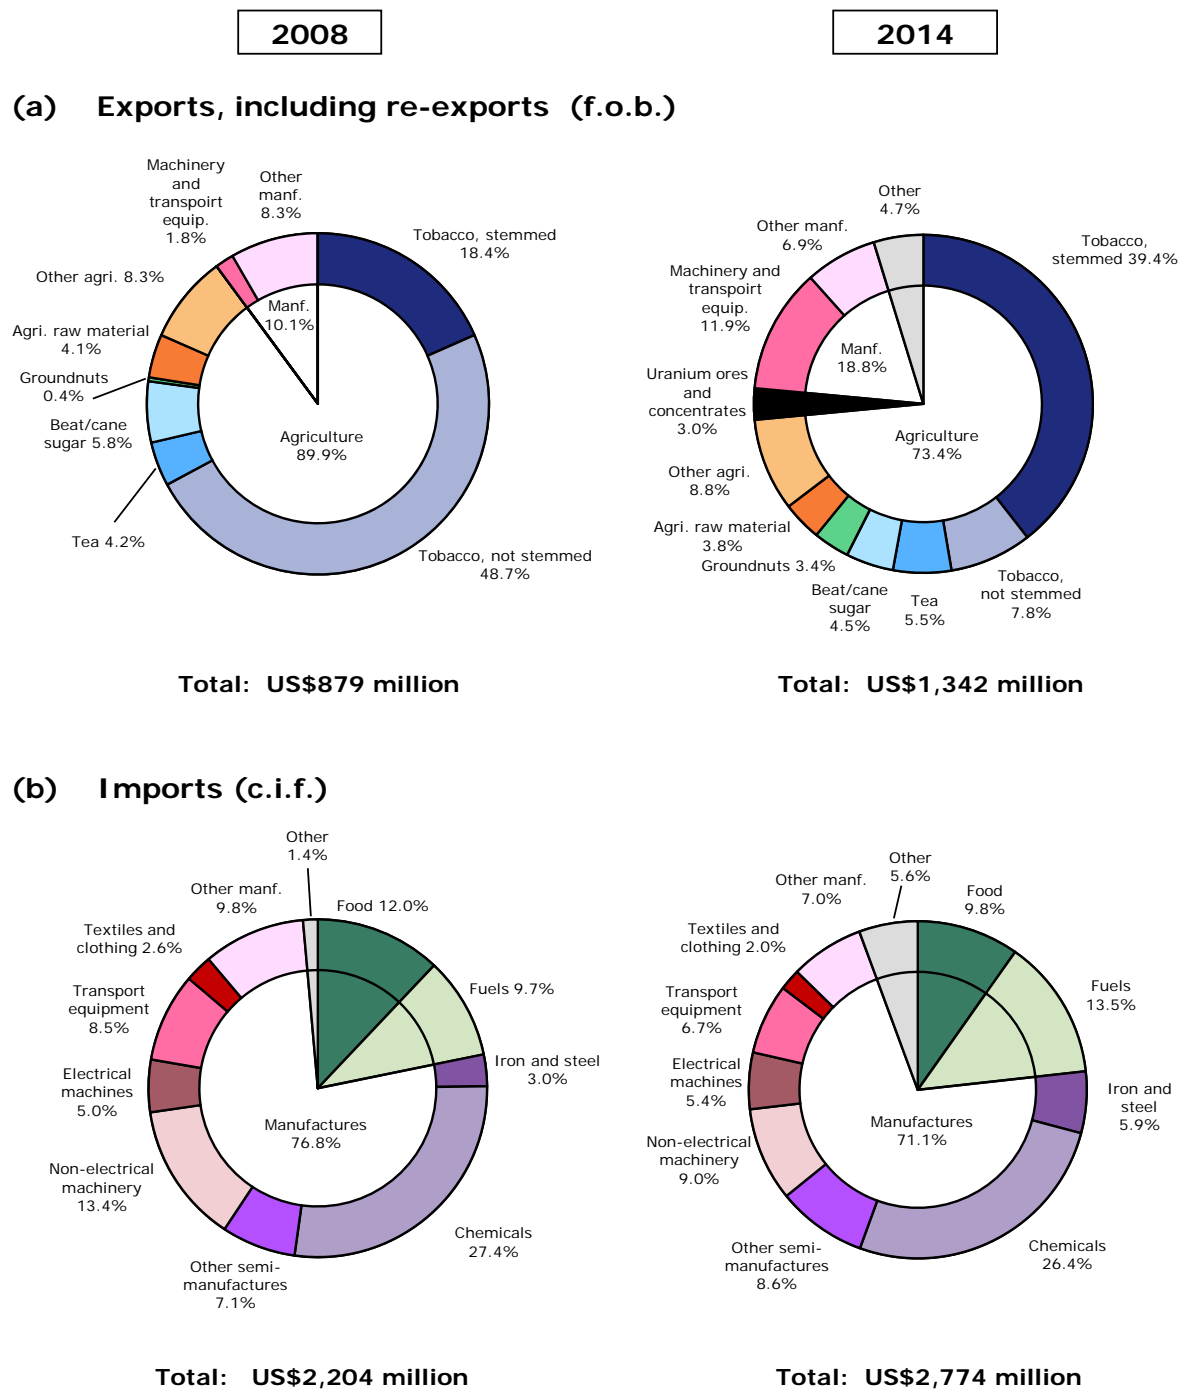 2008
2014
(a) Exports, including re-exports (f.o.b.)
Machinery
and
transpoirt
equip.
1.8%
Other
manf.
8.3%
Tobacco, stemmed
18.4%
Other agri. 8.3%
Manf.
10.1%
Agri. raw material
4.1%
Groundnuts
0.4%
Beat/cane
sugar 5.8%
Agriculture
89.9%
Tea 4.2%
Tobacco, not stemmed
48.7%
Total: US$879 million
Other
4.7%
Other manf.
6.9%
Tobacco,
stemmed 39.4%
Machinery and
transpoirt
equip.
11.9%
Manf.
18.8%
Uranium ores
and
concentrates
3.0%
Agriculture
73.4%
Other agri.
8.8%
Agri. raw material
3.8%
Groundnuts 3.4%
Beat/cane
sugar
4.5%
Tea
5.5%
Tobacco,
not stemmed
7.8%
Total: US$1,342 million
(b) Imports (c.i.f.)
Other
1.4%
Other manf.
9.8%
Food 12.0%
Textiles and
clothing 2.6%
Fuels 9.7%
Transport
equipment
8.5%
Iron and steel
3.0%
Electrical
machines
5.0%
Manufactures
76.8%
Non-electrical
machinery
13.4%
Chemicals
27.4%
Other semi-
manufactures
7.1%
Total: US$2,204 million
Other
5.6%
Other manf.
7.0%
Food
9.8%
Textiles and
clothing 2.0%
Fuels
13.5%
Transport
equipment
6.7%
Electrical
machines
5.4%
Iron and
steel
5.9%
Manufactures
71.1%
Non-electrical
machinery
9.0%
Chemicals
26.4%
Other semi-
manufactures
8.6%
Total: US$2,774 million